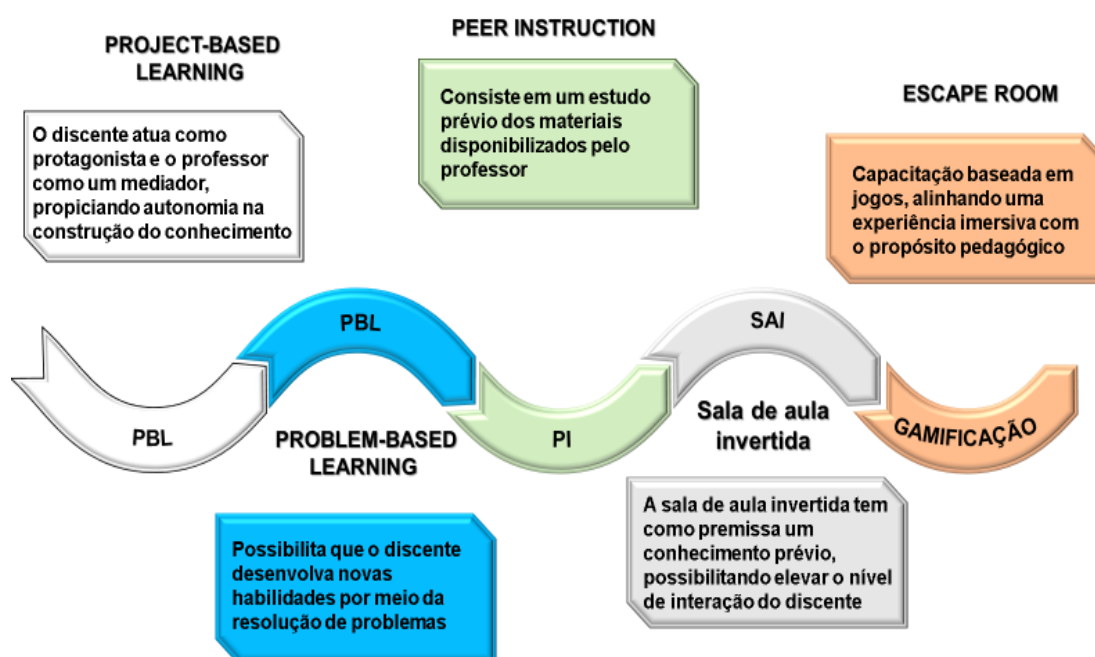 PROJECT-BASED
LEARNING
O discente atua como
protagonista e o professor
como um mediador,
propiciando autonomia na
construção do conhecimento
PBL
PBL
PROBLEM-BASED
LEARNING
Possibilita que o discente
desenvolva novas
habilidades por meio da
resolução de problemas
PEER INSTRUCTION
Consiste em um estudo
prévio dos materiais
disponibilizados pelo
professor
PI
SAI
Sala de aula
invertida
A sala de aula invertida tem
como premissa um
conhecimento prévio,
possibilitando elevar o nível
de interação do discente
ESCAPE ROOM
Capacitação baseada em
jogos, alinhando uma
experiência imersiva com
o propósito pedagógico
GAMIFICAÇÃO